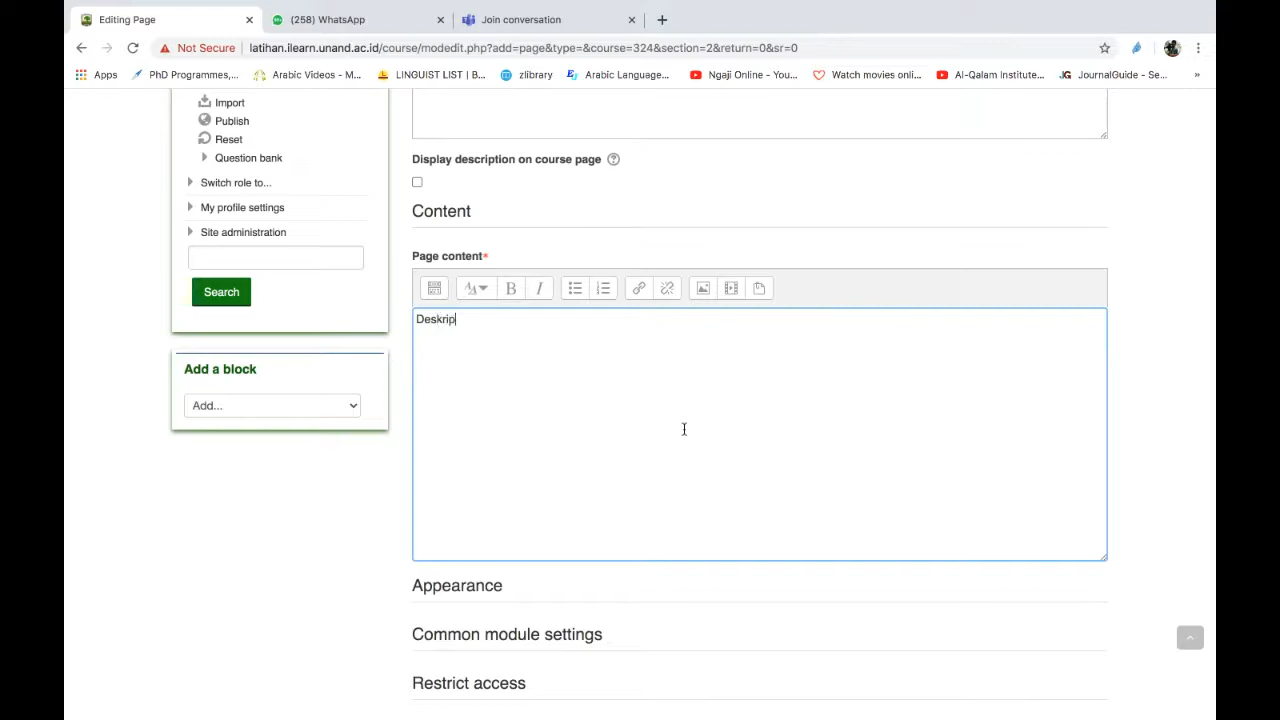 Editing Page
(258) WhatsApp
Join conversation
Not Secure
latihan.ilearn.unand.ac.id/course/modedit.php?add=page&type=&course=324&section=2&return=0&sr=0
Apps
PhD Programmes,...
Arabic Videos - M...
LINGUIST LIST | B...
zlibrary
Arabic Language...
Ngaji Online - You...
Watch movies onli...
Al-Qalam Institute...
JournalGuide - Se...
»
Import
Publish
Reset
Question bank
Switch role to...
My profile settings
Site administration
Search
Add a block
Add...
Display description on course page
Content
Page content*
Deskrip
Appearance
Common module settings
Restrict access